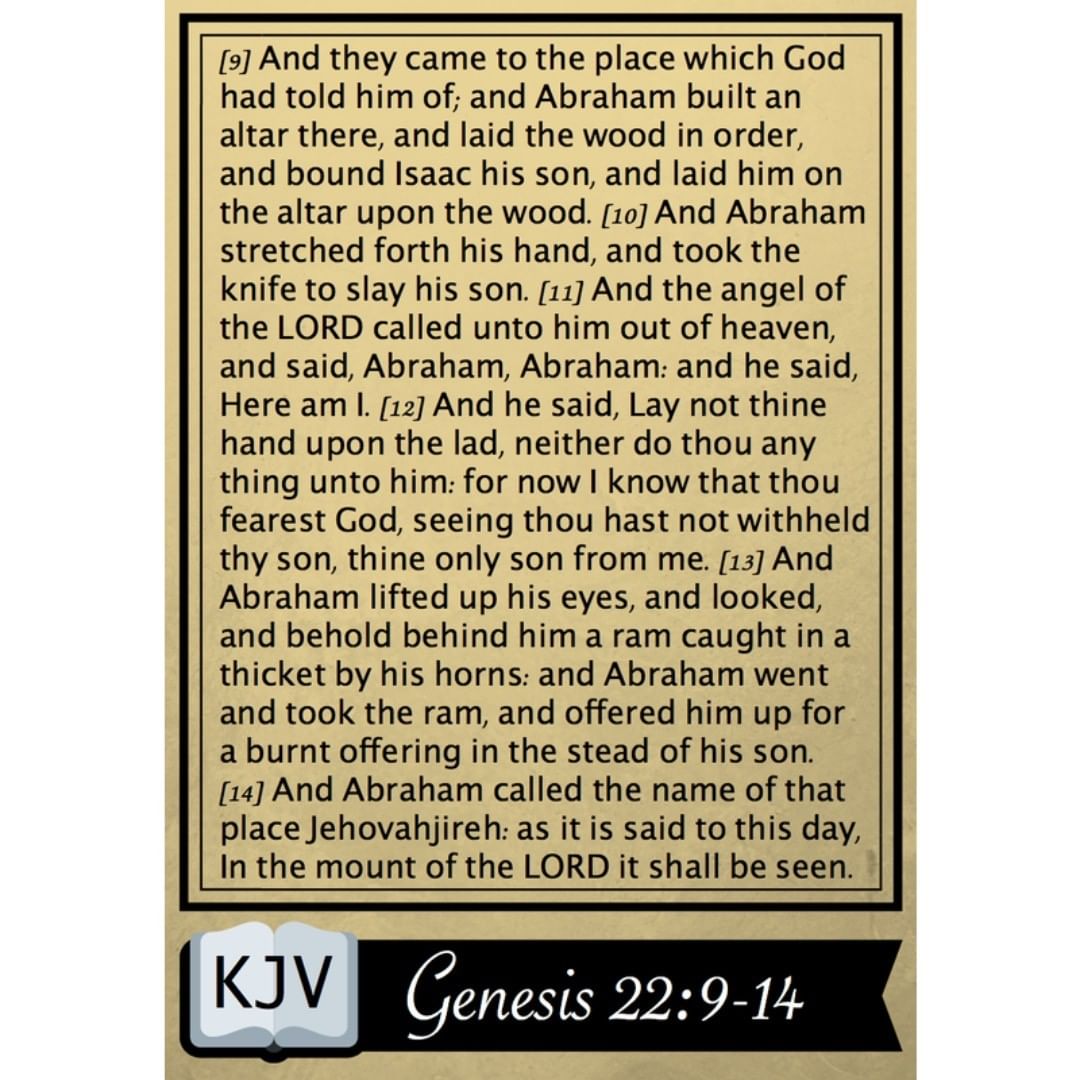 [9] And they came to the place which God
had told him of; and Abraham built an
altar there, and laid the wood in order,
and bound Isaac his son, and laid him on
the altar upon the wood. [10] And Abraham
stretched forth his hand, and took the
knife to slay his son. [11] And the angel of
the LORD called unto him out of heaven,
and said, Abraham, Abraham: and he said,
Here am I. [12] And he said, Lay not thine
hand upon the lad, neither do thou any
thing unto him: for now I know that thou
fearest God, seeing thou hast not withheld
thy son, thine only son from me. [13] And
Abraham lifted up his eyes, and looked,
and behold behind him a ram caught in a
thicket by his horns: and Abraham went
and took the ram, and offered him up for
a burnt offering in the stead of his son.
[14] And Abraham called the name of that
place Jehovahjireh: as it is said to this day,
In the mount of the LORD it shall be seen.
KJV
Genesis 22:9-14